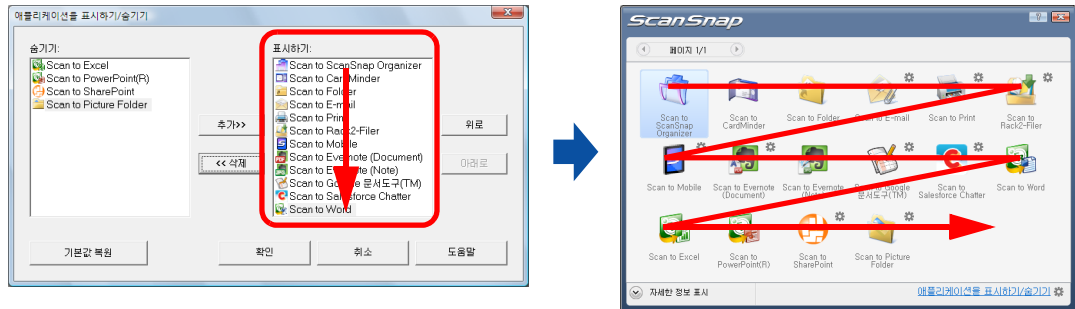 애플리케이션을 표시하기/숨기기
숨기기:
Scan to Excel
Scan to PowerPoint(R)
Scan to SharePoint
Scan to Picture Folder
추가>>
<< 삭제
표시하기:
Scan to ScanSnap Organizer
Scan to CardMinder
Scan to Folder
Scan to E-mail
Scan to Print
Scan to Rack2-Filer
Scan to Mobile
Scan to Evernote (Document)
Scan to Evernote (Note)
Scan to Google 문서도구(TM)
Scan to Salesforce Chatter
Scan to Word
위로
아래로
기본값 복원
확인
취소
도움말
ScanSnap
페이지 1/1
Scan to ScanSnap Organizer
Scan to CardMinder
Scan to Folder
Scan to E-mail
Scan to Print
Scan to Rack2-Filer
Scan to Mobile
Scan to Evernote (Document)
Scan to Evernote (Note)
Scan to Google 문서도구(TM)
Scan to Salesforce Chatter
Scan to Word
Scan to Excel
Scan to PowerPoint(R)
Scan to SharePoint
Scan to Picture Folder
자세한 정보 표시
애플리케이션을 표시하기/숨기기